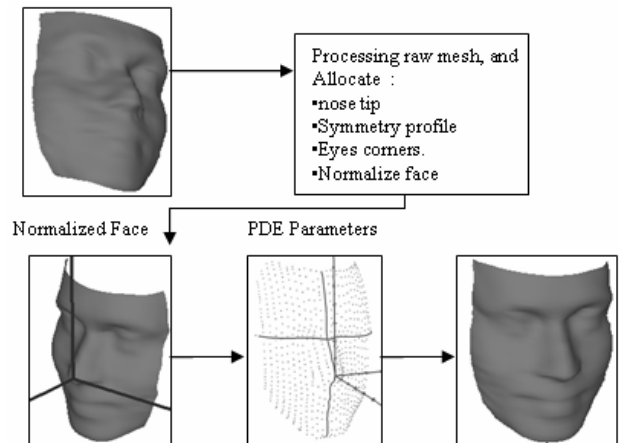 Processing raw mesh, and
Allocate :
▪nose tip
▪Symmetry profile
▪Eyes corners.
▪Normalize face
Normalized Face
PDE Parameters